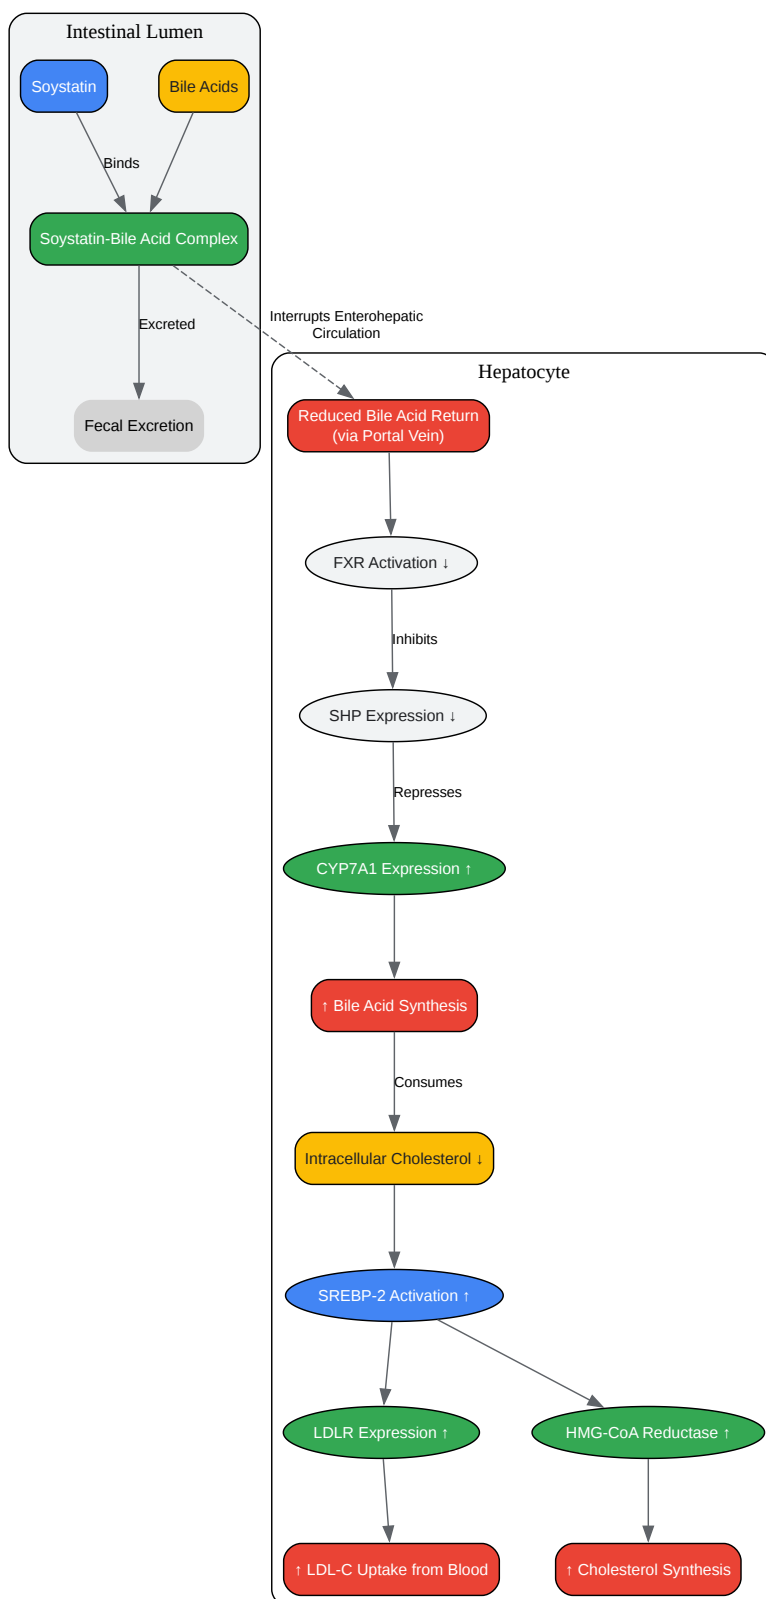 Intestinal Lumen
Soystatin
Bile Acids
Binds
Soystatin-Bile Acid Complex
Excreted
Interrupts Enterohepatic
Circulation
Fecal Excretion
Hepatocyte
Reduced Bile Acid Return
(via Portal Vein)
FXR Activation ↓
Inhibits
SHP Expression ↓
Represses
CYP7A1 Expression ↑
↑ Bile Acid Synthesis
Consumes
Intracellular Cholesterol ↓
SREBP-2 Activation ↑
LDLR Expression ↑
HMG-CoA Reductase ↑
↑ LDL-C Uptake from Blood
↑ Cholesterol Synthesis